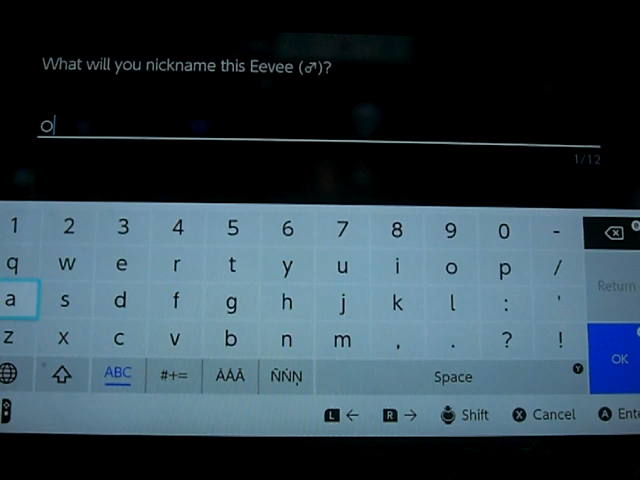 What will you nickname this Eevee (♂)?
o
1/12
1 2 3 4 5 6 7 8 9 0 -
q w e r t y u i o p /
Return
a s d f g h j k l : '
z x c v b n m , . ? !
OK
ABC #+= ÀÁÂ Space Y
L ← R → Shift X Cancel A